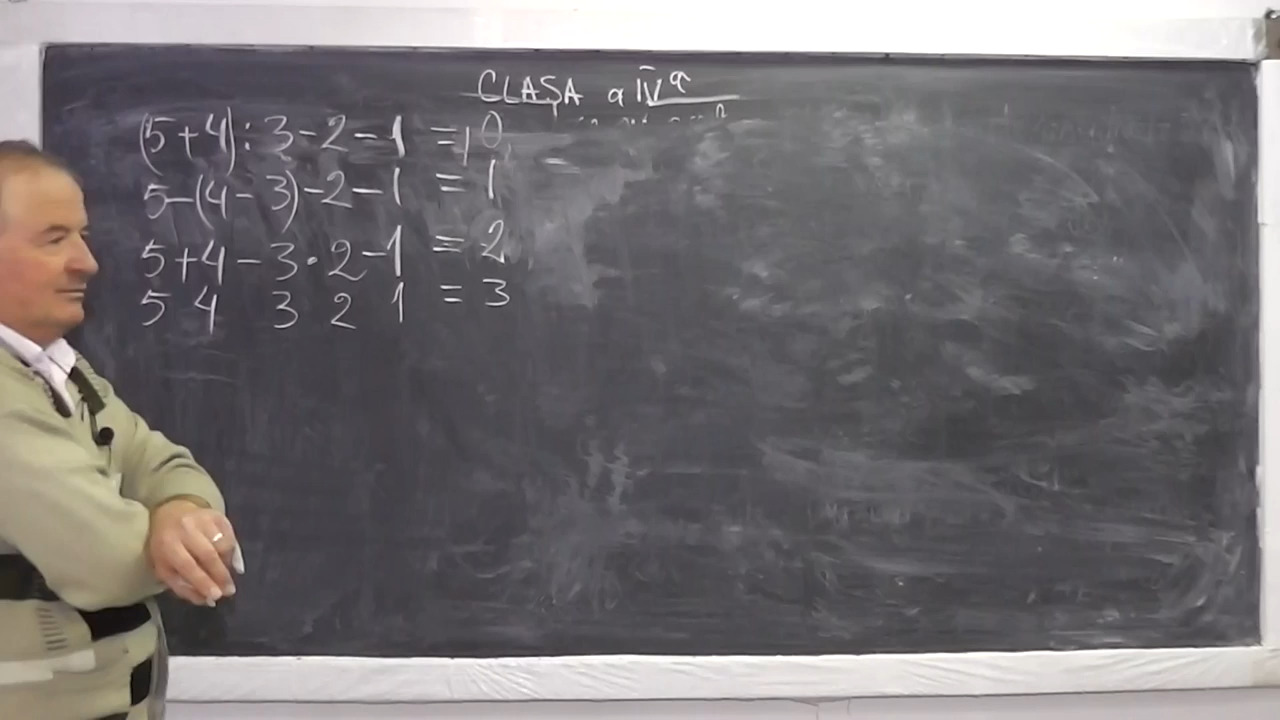 CLASA a IV a
(5+4):3-2-1 = 0
5-(4-3)-2-1 = 1
5+4-3·2-1 = 2
5 4 3 2 1 = 3